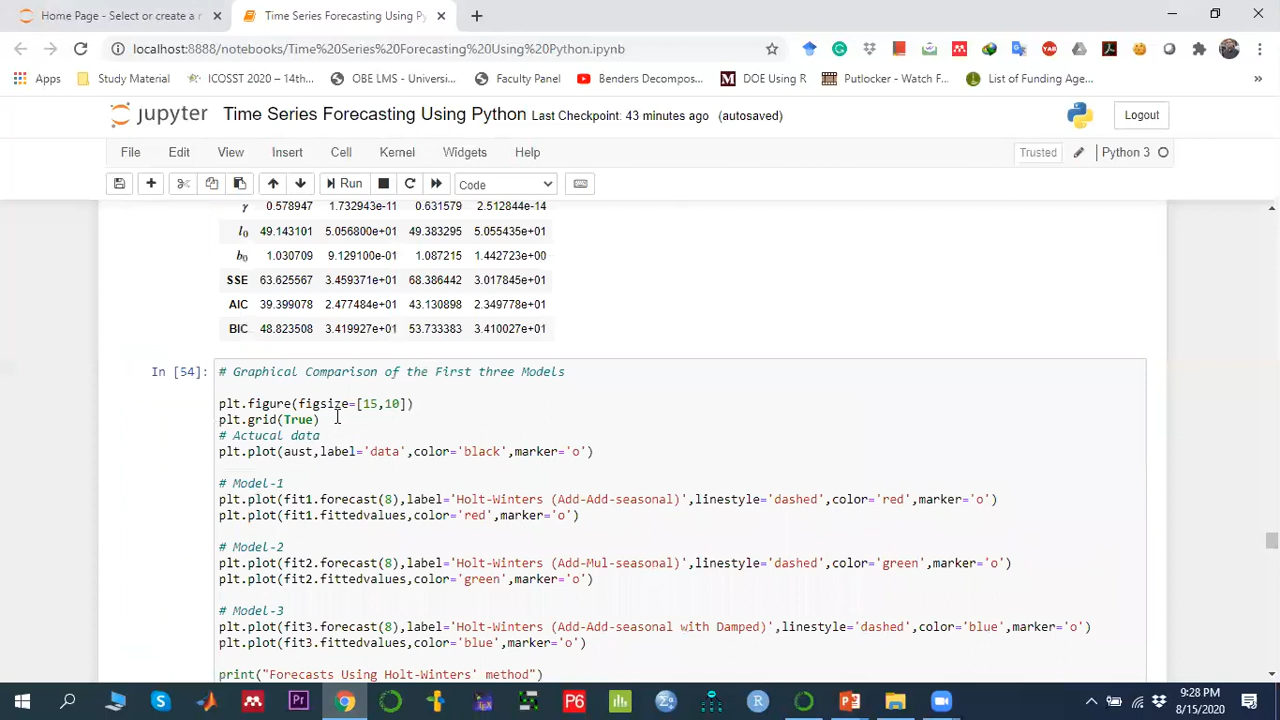 Home Page - Select or create a n
Time Series Forecasting Using Py
localhost:8888/notebooks/Time%20Series%20Forecasting%20Using%20Python.ipynb
Apps Study Material ICOSST 2020 – 14th... OBE LMS - Universi... Faculty Panel Benders Decompos... DOE Using R Putlocker - Watch F... List of Funding Age...
jupyter Time Series Forecasting Using Python Last Checkpoint: 43 minutes ago (autosaved) Logout
File Edit View Insert Cell Kernel Widgets Help Trusted Python 3
Run Code
γ 0.578947 1.732943e-11 0.631579 2.512844e-14
l0 49.143101 5.056800e+01 49.383295 5.055435e+01
b0 1.030709 9.129100e-01 1.087215 1.442723e+00
SSE 63.625567 3.459371e+01 68.386442 3.017845e+01
AIC 39.399078 2.477484e+01 43.130898 2.349778e+01
BIC 48.823508 3.419927e+01 53.733383 3.410027e+01
In [54]: # Graphical Comparison of the First three Models
plt.figure(figsize=[15,10])
plt.grid(True)
# Actucal data
plt.plot(aust,label='data',color='black',marker='o')
# Model-1
plt.plot(fit1.forecast(8),label='Holt-Winters (Add-Add-seasonal)',linestyle='dashed',color='red',marker='o')
plt.plot(fit1.fittedvalues,color='red',marker='o')
# Model-2
plt.plot(fit2.forecast(8),label='Holt-Winters (Add-Mul-seasonal)',linestyle='dashed',color='green',marker='o')
plt.plot(fit2.fittedvalues,color='green',marker='o')
# Model-3
plt.plot(fit3.forecast(8),label='Holt-Winters (Add-Add-seasonal with Damped)',linestyle='dashed',color='blue',marker='o')
plt.plot(fit3.fittedvalues,color='blue',marker='o')
print("Forecasts Using Holt-Winters' method")
9:28 PM
8/15/2020